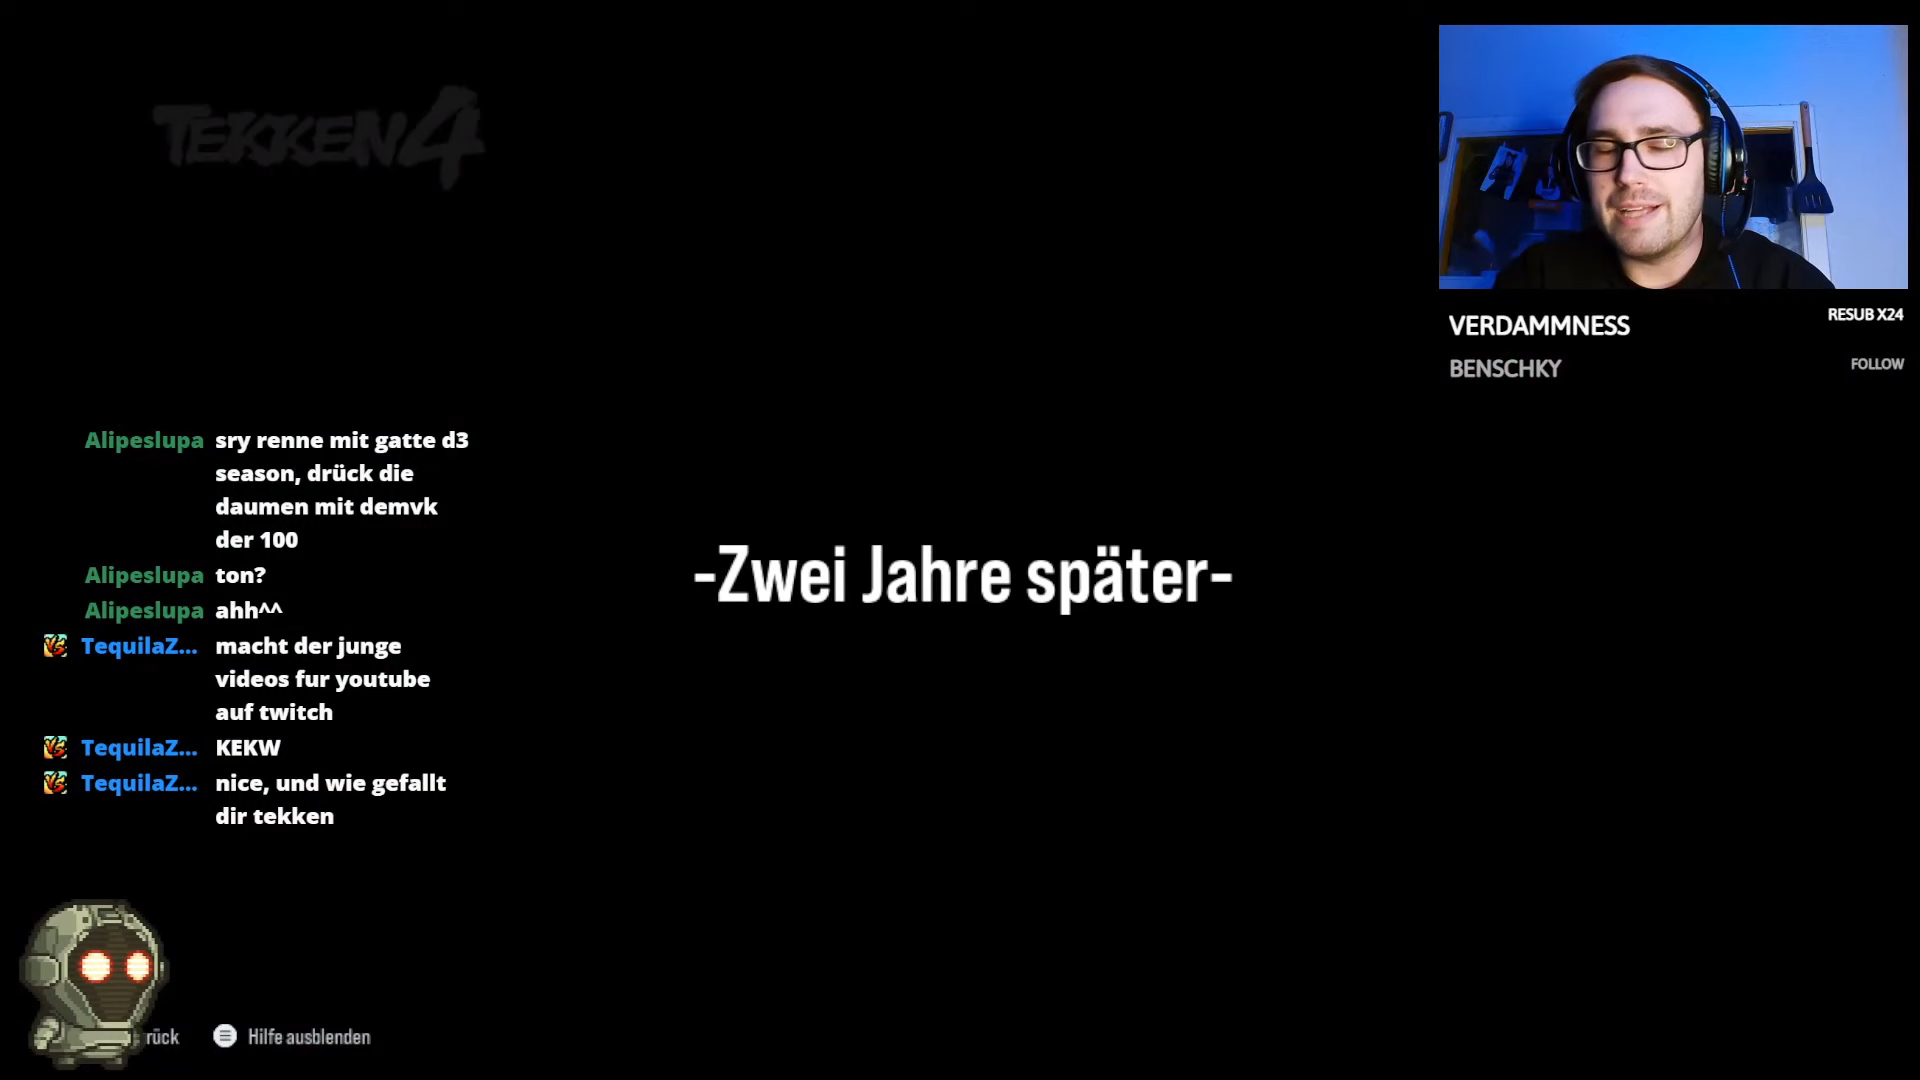 TEKKEN 4
VERDAMMNESS
RESUB X24
BENSCHKY
FOLLOW
Alipeslupa sry renne mit gatte d3
season, drück die
daumen mit demvk
der 100
Alipeslupa ton?
Alipeslupa ahh^^
TequilaZ... macht der junge
videos fur youtube
auf twitch
TequilaZ... KEKW
TequilaZ... nice, und wie gefallt
dir tekken
-Zwei Jahre später-
rück
Hilfe ausblenden